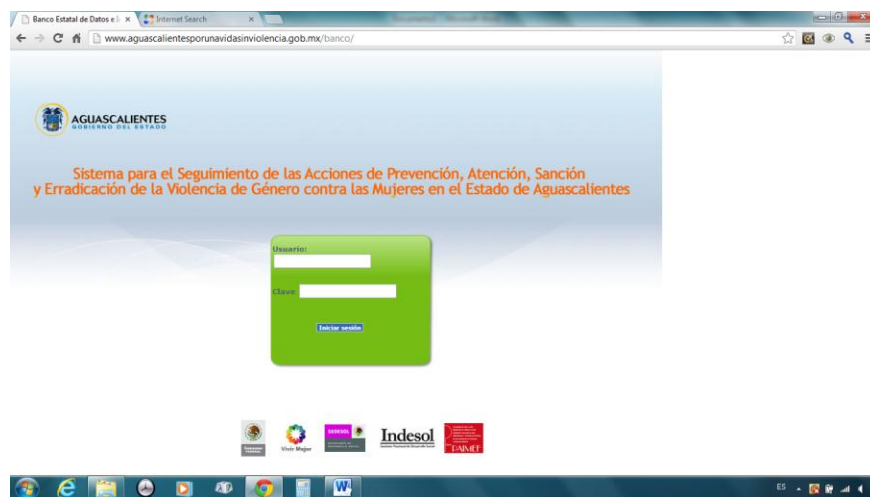 Banco Estatal de Datos e
Internet Search
www.aguascalientesporunavidasinviolencia.gob.mx/banco/
AGUASCALIENTES
GOBIERNO DEL ESTADO
Sistema para el Seguimiento de las Acciones de Prevención, Atención, Sanción
y Erradicación de la Violencia de Género contra las Mujeres en el Estado de Aguascalientes
Usuario:
Clave:
Iniciar sesión
Vivir Mejor
SEDESOL
Indesol
PAIMEF
ES